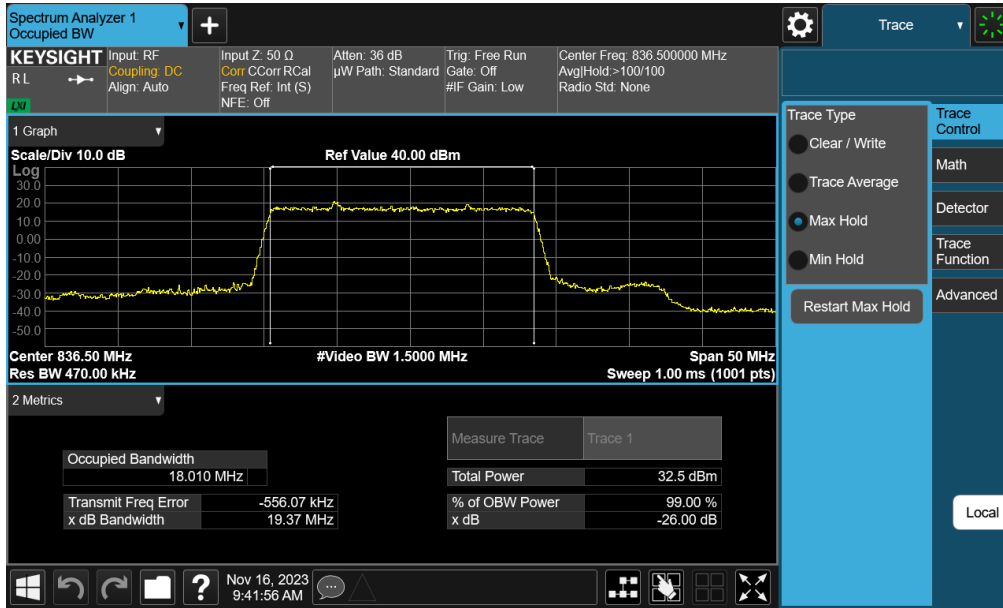 Spectrum Analyzer 1
Occupied BW
Trace
KEYSIGHT
R L
LXI
Input: RF
Coupling: DC
Align: Auto
Input Z: 50 Ω
Corr CCorr RCal
Freq Ref: Int (S)
NFE: Off
Atten: 36 dB
µW Path: Standard
Trig: Free Run
Gate: Off
#IF Gain: Low
Center Freq: 836.500000 MHz
Avg|Hold:>100/100
Radio Std: None
1 Graph
Scale/Div 10.0 dB
Ref Value 40.00 dBm
Log
30.0
20.0
10.0
0.00
-10.0
-20.0
-30.0
-40.0
-50.0
Center 836.50 MHz
#Video BW 1.5000 MHz
Span 50 MHz
Res BW 470.00 kHz
Sweep 1.00 ms (1001 pts)
2 Metrics
Measure Trace
Trace 1
Occupied Bandwidth
18.010 MHz
Total Power
32.5 dBm
Transmit Freq Error
-556.07 kHz
% of OBW Power
99.00 %
x dB Bandwidth
19.37 MHz
x dB
-26.00 dB
Trace Type
Clear / Write
Trace Average
Max Hold
Min Hold
Restart Max Hold
Trace
Control
Math
Detector
Trace
Function
Advanced
Local
?
Nov 16, 2023
9:41:56 AM